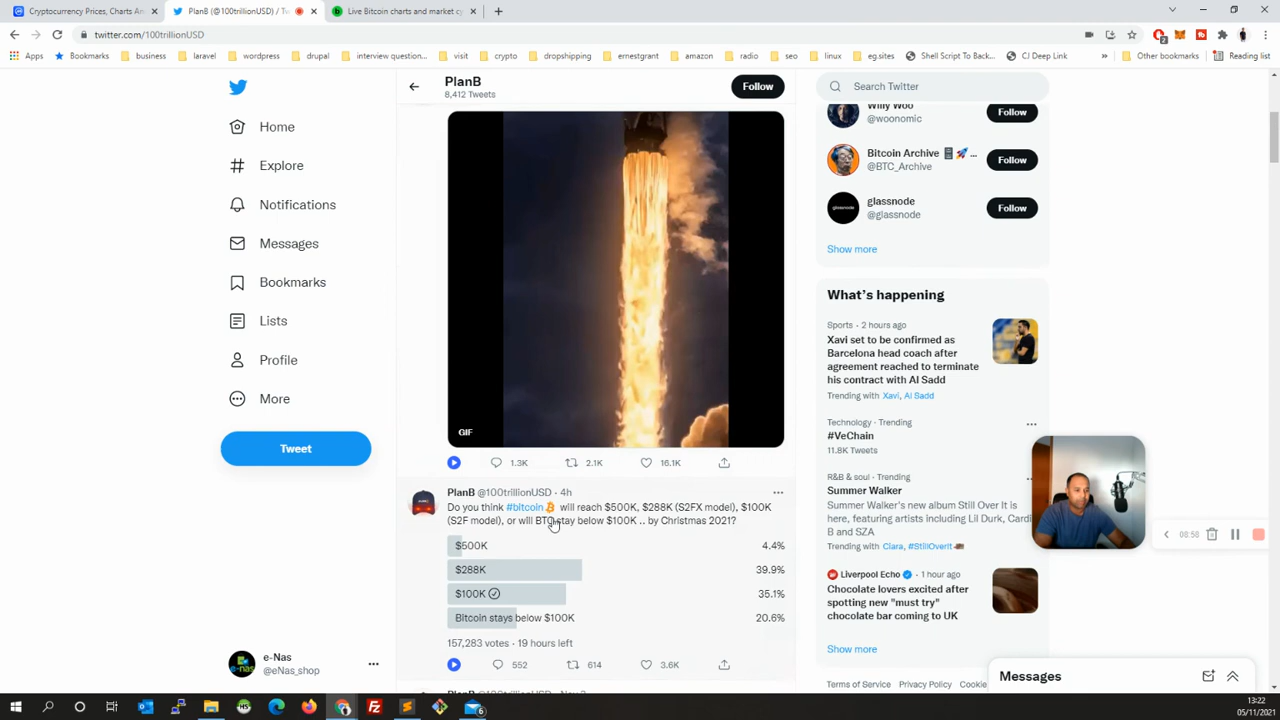 Cryptocurrency Prices, Charts An
PlanB (@100trillionUSD) / Tw
Live Bitcoin charts and market cy
twitter.com/100trillionUSD
Apps
Bookmarks
business
laravel
wordpress
drupal
interview question...
visit
crypto
dropshipping
ernestgrant
amazon
radio
seo
linux
eg.sites
Shell Script To Back...
CJ Deep Link
Other bookmarks
Reading list
PlanB
8,412 Tweets
Follow
Search Twitter
Home
Explore
Notifications
Messages
Bookmarks
Lists
Profile
More
Tweet
e-Nas
@eNas_shop
GIF
1.3K
2.1K
16.1K
PlanB @100trillionUSD · 4h
Do you think #bitcoin will reach $500K, $288K (S2FX model), $100K
(S2F model), or will BTC stay below $100K .. by Christmas 2021?
$500K 4.4%
$288K 39.9%
$100K 35.1%
Bitcoin stays below $100K 20.6%
157,283 votes · 19 hours left
552
614
3.6K
PlanB @100trillionUSD
Willy Woo
@woonomic
Follow
Bitcoin Archive ...
@BTC_Archive
Follow
glassnode
glassnode
@glassnode
Follow
Show more
What's happening
Sports · 2 hours ago
Xavi set to be confirmed as
Barcelona head coach after
agreement reached to terminate
his contract with Al Sadd
Trending with Xavi, Al Sadd
Technology · Trending
#VeChain
11.8K Tweets
R&B & soul · Trending
Summer Walker
Summer Walker's new album Still Over It is
here, featuring artists including Lil Durk, Cardi
B and SZA
Trending with Ciara, #StillOverIt
Liverpool Echo · 1 hour ago
Chocolate lovers excited after
spotting new "must try"
chocolate bar coming to UK
Show more
Terms of Service Privacy Policy Cookie
Messages
08:58
13:22
05/11/2021